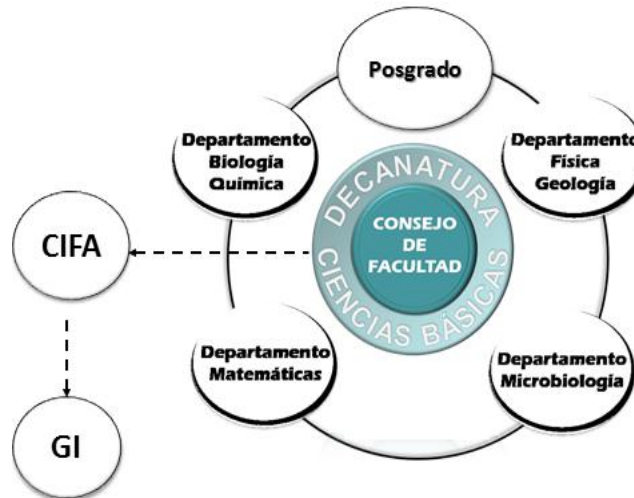 Posgrado
Departamento
Biología
Química
Departamento
Física
Geología
DECANATURA
CIENCIAS BÁSICAS
CONSEJO
DE
FACULTAD
CIFA
Departamento
Matemáticas
Departamento
Microbiología
GI